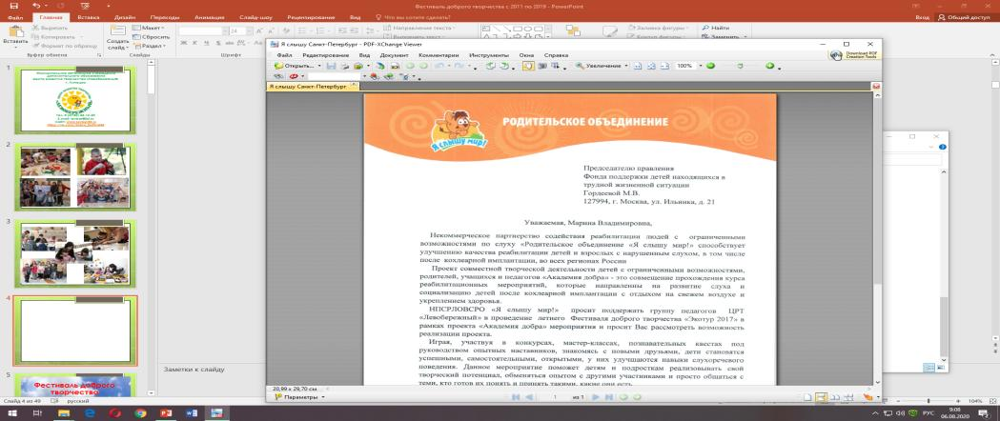 Фестиваль доброго творчества с 2011 по 2019 - PowerPoint
Файл Главная Вставка Дизайн Переходы Анимация Слайд-шоу Рецензирование Вид Что вы хотите сделать? Вход Общий доступ
Вырезать
Копировать
Формат по образцу
Вставить
Буфер обмена
Создать слайд
Макет
Сбросить
Раздел
Слайды
24
Шрифт
Направление текста
Заливка фигуры
Найти
Заменить
Я слышу Санкт-Петербург - PDF-XChange Viewer
Файл Редактирование Вид Документ Комментарии Инструменты Окна Справка
Download PDF Creation Tools
Открыть... Увеличение 100%
Я слышу Санкт-Петербург
Я слышу мир!
РОДИТЕЛЬСКОЕ ОБЪЕДИНЕНИЕ
Председателю правления
Фонда поддержки детей находящихся в
трудной жизненной ситуации
Гордеевой М.В.
127994, г. Москва, ул. Ильинка, д. 21
Уважаемая, Марина Владимировна,
Некоммерческое партнерство содействия реабилитации людей с ограниченными
возможностями по слуху «Родительское объединение «Я слышу мир!» способствует
улучшению качества реабилитации детей и взрослых с нарушенным слухом, в том числе
после кохлеарной имплантации, во всех регионах России
Проект совместной творческой деятельности детей с ограниченными возможностями,
родителей, учащихся и педагогов «Академия добра» - это совмещение прохождения курса
реабилитационных мероприятий, которые направленны на развитие слуха и
социализацию детей после кохлеарной имплантации с отдыхом на свежем воздухе и
укреплением здоровья.
НПСРЛОВСРО «Я слышу мир!» просит поддержать группу педагогов ЦРТ
«Левобережный» в проведение летнего Фестиваля доброго творчества «Экотур 2017» в
рамках проекта «Академия добра» мероприятия и просит Вас рассмотреть возможность
реализации проекта.
Играя, участвуя в конкурсах, мастер-классах, познавательных квестах под
руководством опытных наставников, знакомясь с новыми друзьями, дети становятся
успешными, самостоятельными, открытыми, у них улучшаются навыки слухоречевого
поведения. Данное мероприятие поможет детям и подросткам реализовывать свой
творческий потенциал, обменяться опытом с другими участниками и просто общаться с
теми, кто готов их понять и принять такими, какие они есть.
20,99 x 29,70 см
Параметры
1 из 1
1
2
3
4
5
Фестиваль доброго
творчества
Заметки к слайду
Слайд 4 из 49 русский
104%
РУС
9:08
06.08.2020